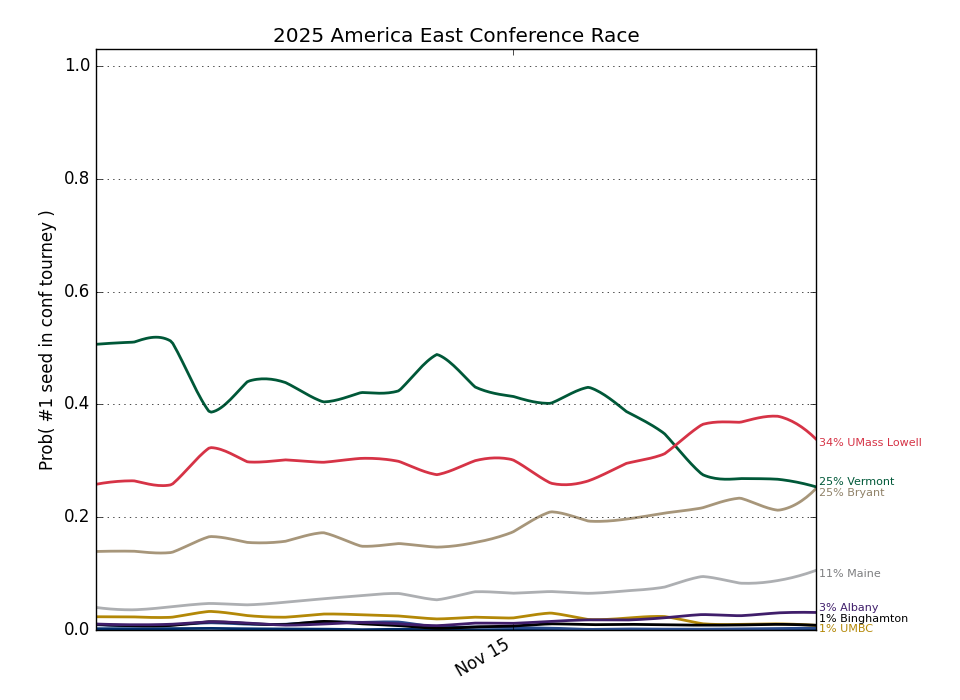 2025 America East Conference Race
Prob( #1 seed in conf tourney )
1.0
0.8
0.6
0.4
0.2
0.0
Nov 15
34% UMass Lowell
25% Vermont
25% Bryant
11% Maine
3% Albany
1% Binghamton
1% UMBC